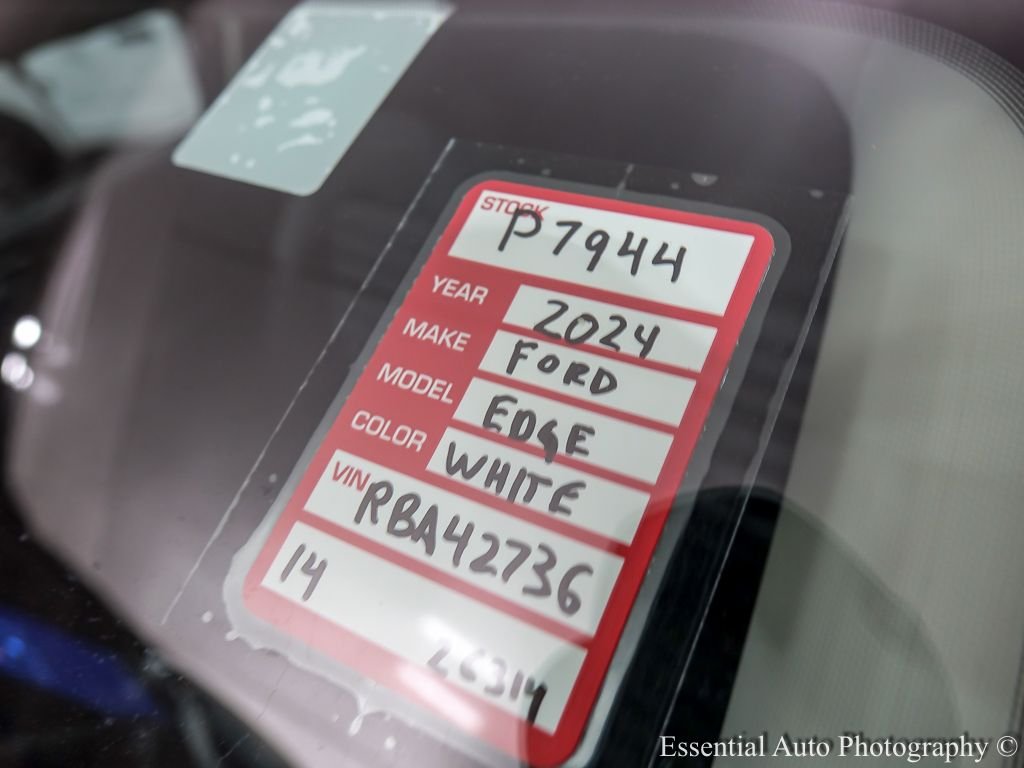 STOCK P7944
YEAR 2024
MAKE FORD
MODEL EDGE
COLOR WHITE
VIN RBA42736
14
26314
Essential Auto Photography ©